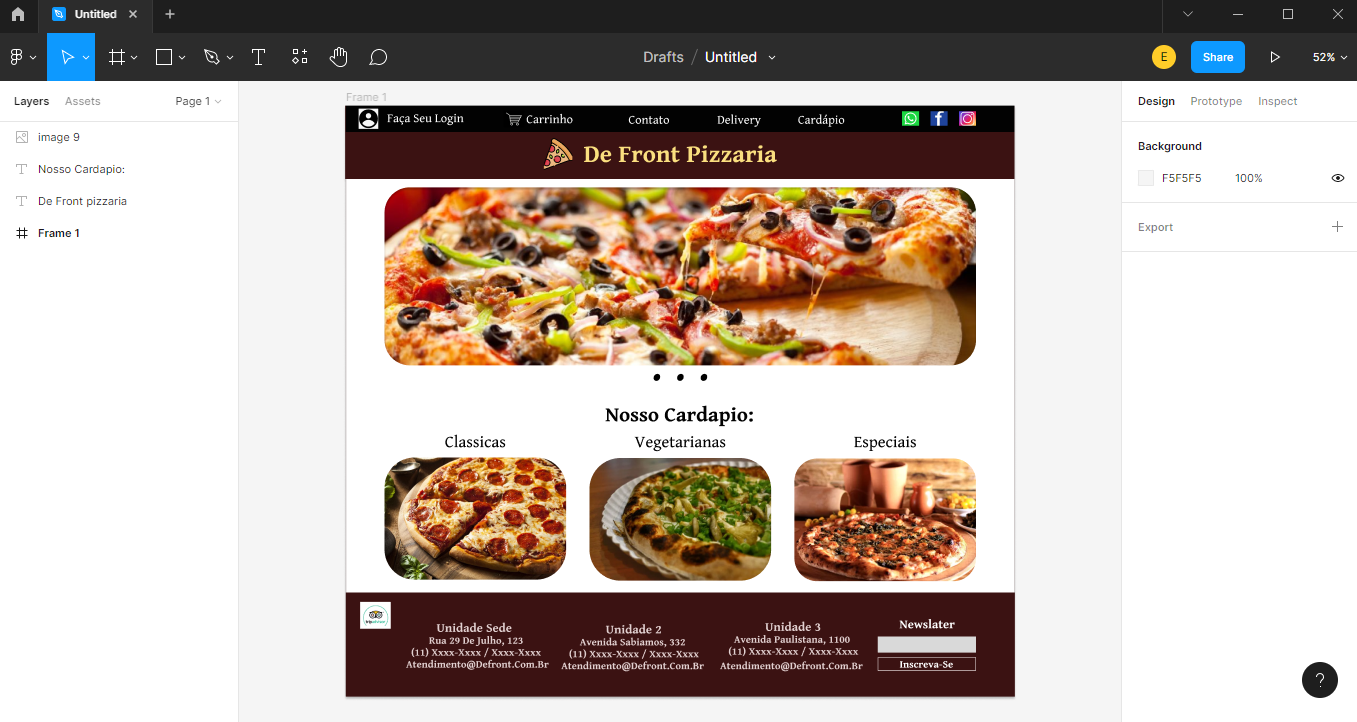 Untitled
Drafts / Untitled
E
Share
52%
Layers
Assets
Page 1
image 9
Nosso Cardapio:
De Front pizzaria
Frame 1
Frame 1
Faça Seu Login
Carrinho
Contato
Delivery
Cardápio
De Front Pizzaria
Nosso Cardapio:
Classicas
Vegetarianas
Especiais
Unidade Sede
Rua 29 De Julho, 123
(11) Xxxx-Xxxx / Xxxx-Xxxx
Atendimento@Defront.Com.Br
Unidade 2
Avenida Sabiamos, 332
(11) Xxxx-Xxxx / Xxxx-Xxxx
Atendimento@Defront.Com.Br
Unidade 3
Avenida Paulistana, 1100
(11) Xxxx-Xxxx / Xxxx-Xxxx
Atendimento@Defront.Com.Br
Newslater
Inscreva-Se
Design
Prototype
Inspect
Background
F5F5F5
100%
Export
?